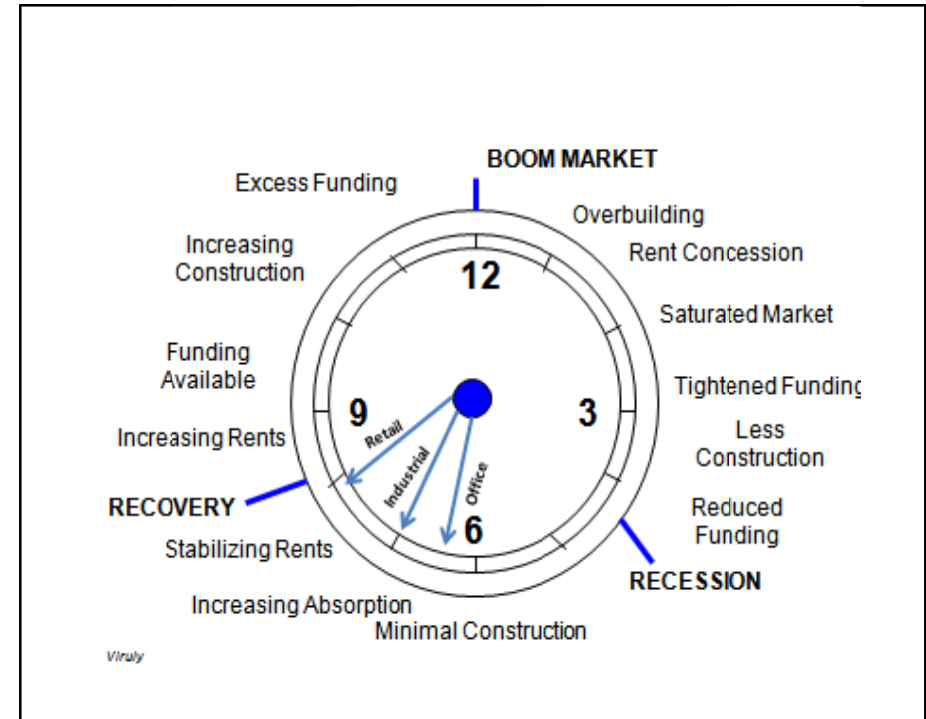 BOOM MARKET
Excess Funding
Overbuilding
Rent Concession
Increasing
Construction
12
Saturated Market
Funding
Available
Tightened Funding
9
3
Increasing Rents
Retail
Industrial
Office
Less
Construction
RECOVERY
Reduced
Funding
6
Stabilizing Rents
RECESSION
Increasing Absorption
Minimal Construction
Viruly